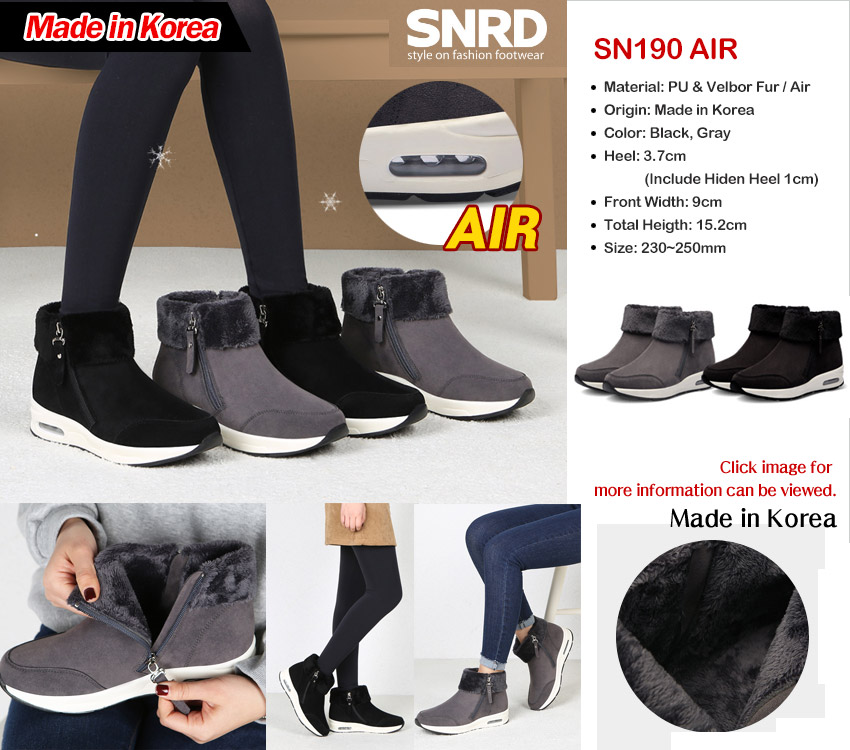 Made in Korea
SNRD
style on fashion footwear
AIR
SN190 AIR
• Material: PU & Velbor Fur / Air
• Origin: Made in Korea
• Color: Black, Gray
• Heel: 3.7cm
(Include Hiden Heel 1cm)
• Front Width: 9cm
• Total Heigth: 15.2cm
• Size: 230~250mm
Click image for
more information can be viewed.
Made in Korea